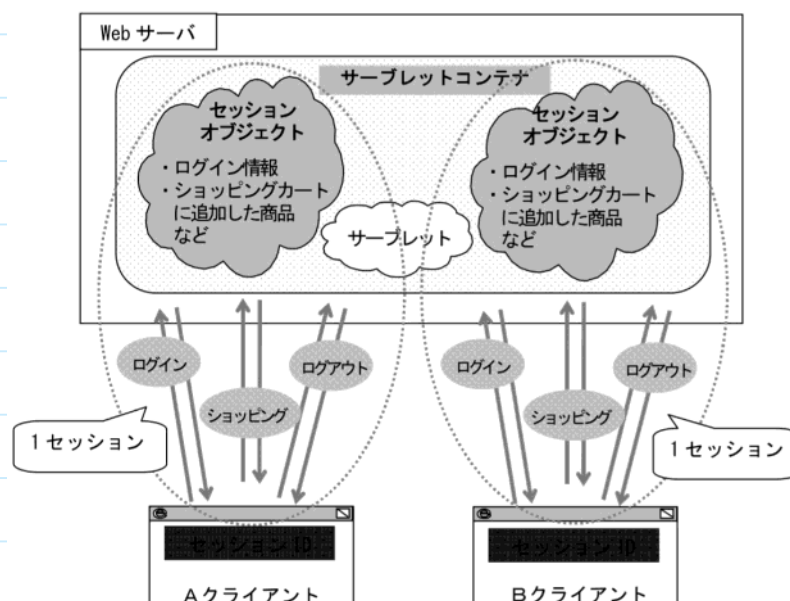 Web サーバ
サーブレットコンテナ
セッション
オブジェクト
・ログイン情報
・ショッピングカート
に追加した商品
など
サーブレット
セッション
オブジェクト
・ログイン情報
・ショッピングカート
に追加した商品
など
ログイン
ショッピング
ログアウト
ログイン
ショッピング
ログアウト
1 セッション
1 セッション
セッション ID
Aクライアント
セッション ID
Bクライアント